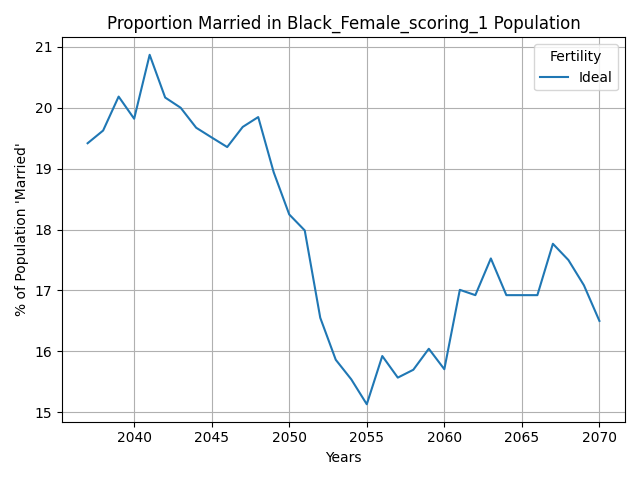 Proportion Married in Black_Female_scoring_1 Population
Fertility
Ideal
% of Population 'Married'
21
20
19
18
17
16
15
2040
2045
2050
2055
2060
2065
2070
Years